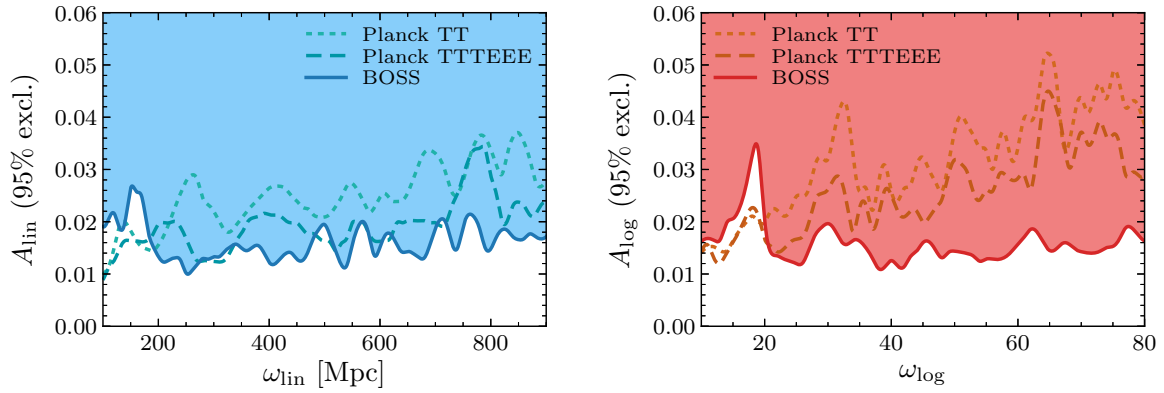 0.06
0.05
0.04
0.03
0.02
0.01
0.00
A_lin (95% excl.)
Planck TT
Planck TTTEEE
BOSS
200
400
600
800
ω_lin [Mpc]
0.06
0.05
0.04
0.03
0.02
0.01
0.00
A_log (95% excl.)
Planck TT
Planck TTTEEE
BOSS
20
40
60
80
ω_log